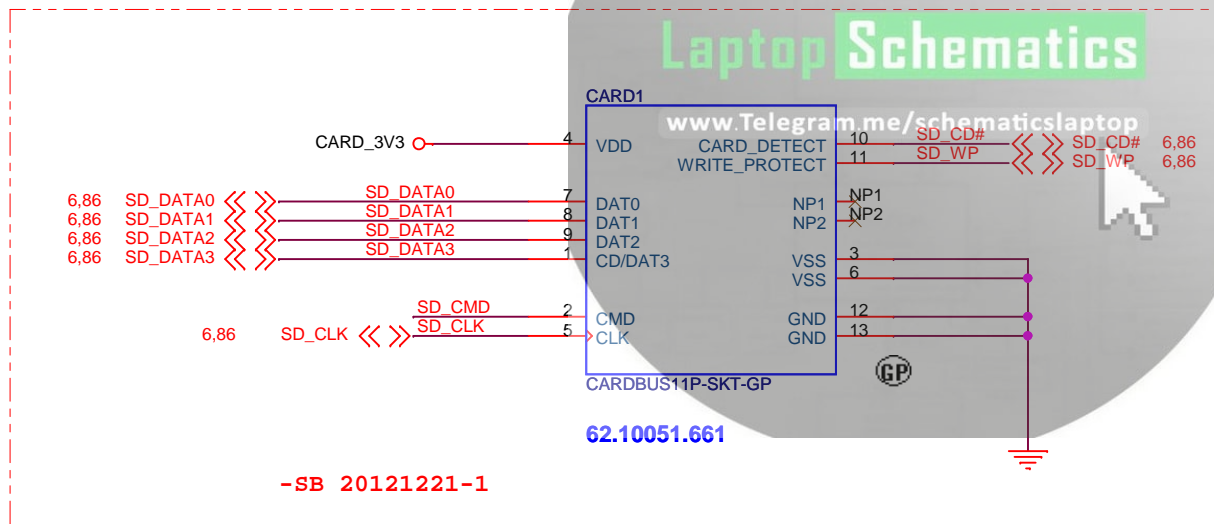 Laptop Schematics
www.Telegram.me/schematicslaptop
CARD1
CARD_3V3 4 VDD CARD_DETECT 10 SD_CD# SD_CD# 6,86
WRITE_PROTECT 11 SD_WP SD_WP 6,86
6,86 SD_DATA0 SD_DATA0 7 DAT0 NP1 NP1
6,86 SD_DATA1 SD_DATA1 8 DAT1 NP2 NP2
6,86 SD_DATA2 SD_DATA2 9 DAT2
6,86 SD_DATA3 SD_DATA3 1 CD/DAT3 VSS 3
VSS 6
SD_CMD 2 CMD GND 12
6,86 SD_CLK SD_CLK 5 CLK GND 13
GP
CARDBUS11P-SKT-GP
62.10051.661
-SB 20121221-1